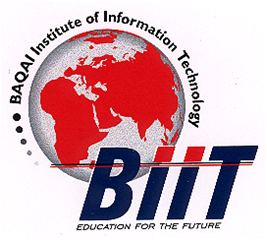 BAQAI Institute of Information Technology
BIIT
EDUCATION FOR THE FUTURE